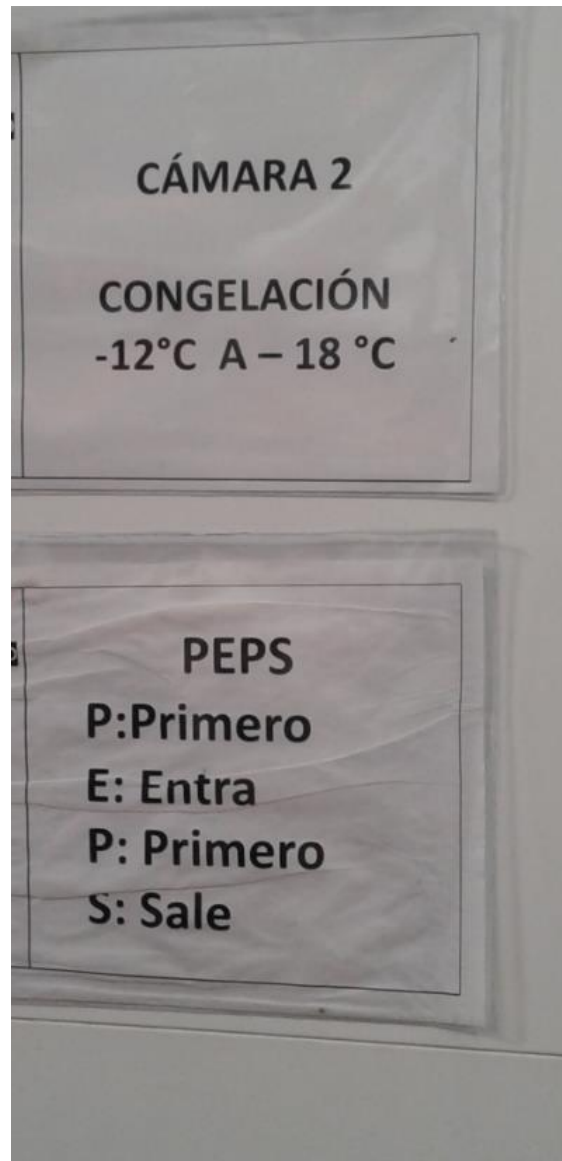 CÁMARA 2
CONGELACIÓN
-12°C A – 18 °C
PEPS
P:Primero
E: Entra
P: Primero
S: Sale